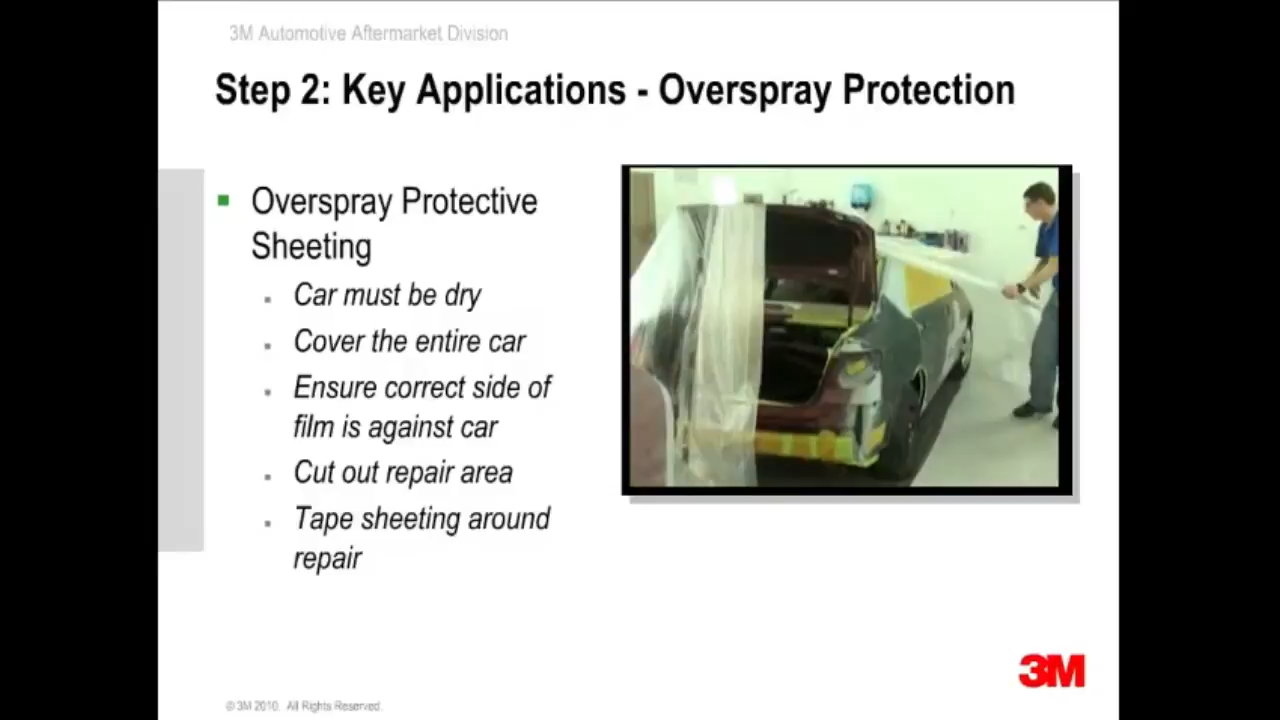 3M Automotive Aftermarket Division
Step 2: Key Applications - Overspray Protection
Overspray Protective
Sheeting
Car must be dry
Cover the entire car
Ensure correct side of
film is against car
Cut out repair area
Tape sheeting around
repair
3M
© 3M 2010. All Rights Reserved.